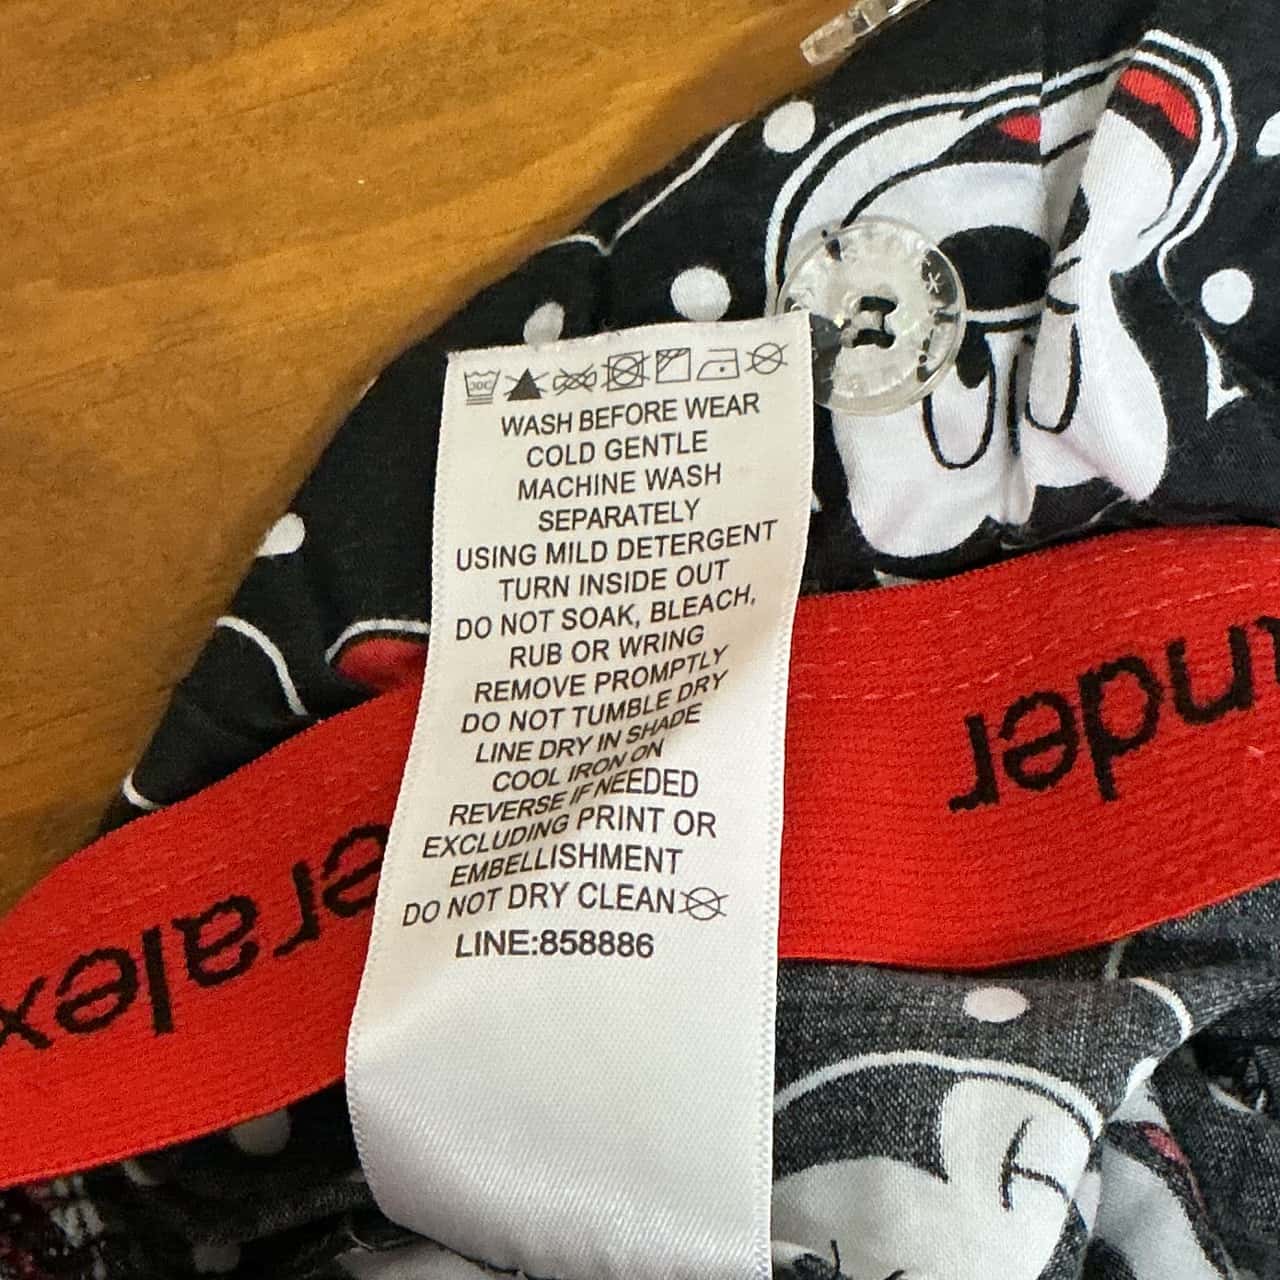 30C
WASH BEFORE WEAR
COLD GENTLE
MACHINE WASH
SEPARATELY
USING MILD DETERGENT
TURN INSIDE OUT
DO NOT SOAK, BLEACH,
RUB OR WRING
REMOVE PROMPTLY
DO NOT TUMBLE DRY
LINE DRY IN SHADE
COOL IRON ON
REVERSE IF NEEDED
EXCLUDING PRINT OR
EMBELLISHMENT
DO NOT DRY CLEAN
LINE:858886
nder
peteralex